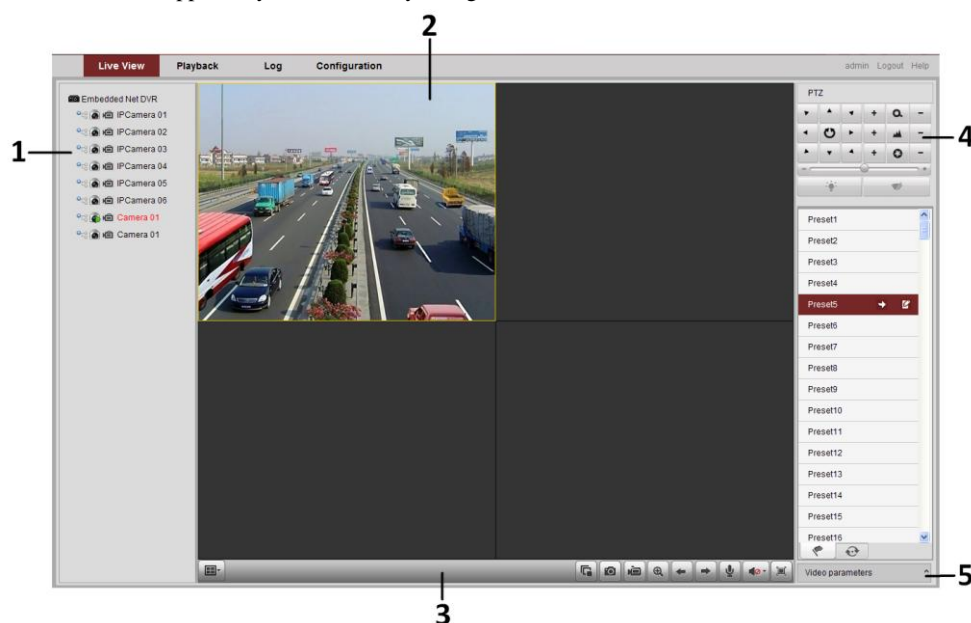 2
Live View Playback Log Configuration admin Logout Help
Embedded Net DVR
IPCamera 01
IPCamera 02
1 IPCamera 03
IPCamera 04
IPCamera 05
IPCamera 06
Camera 01
Camera 01
PTZ
4
Preset1
Preset2
Preset3
Preset4
Preset5
Preset6
Preset7
Preset8
Preset9
Preset10
Preset11
Preset12
Preset13
Preset14
Preset15
Preset16
Video parameters 5
3